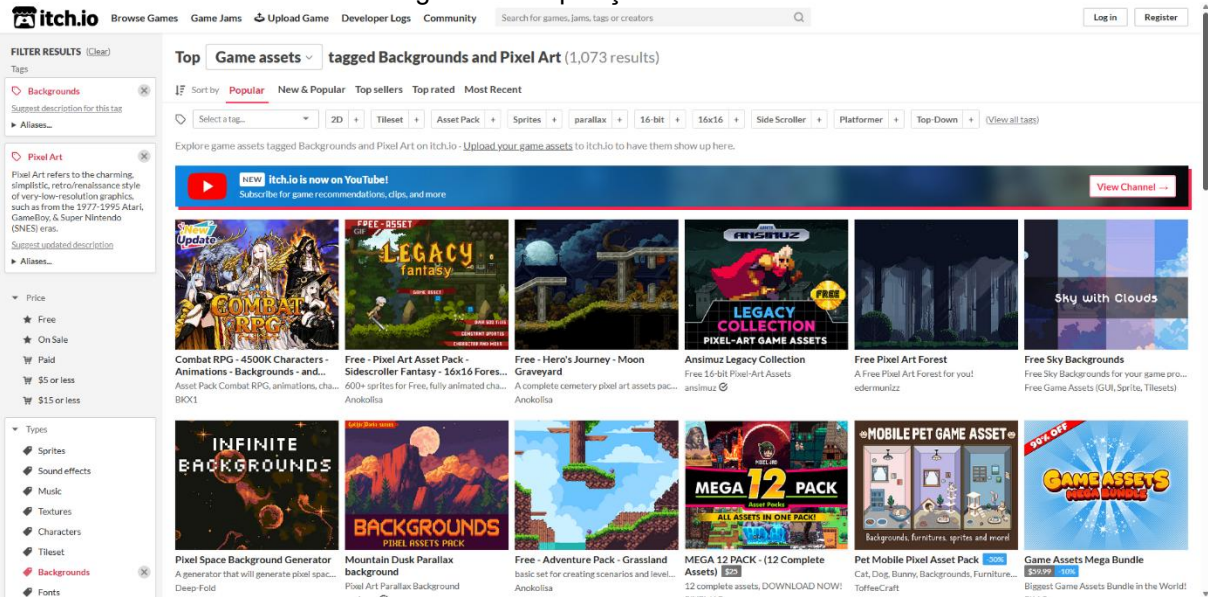 itch.io Browse Games Game Jams Upload Game Developer Logs Community Search for games, jams, tags or creators Log in Register
FILTER RESULTS (Clear)
Tags
Backgrounds
Suggest description for this tag
Aliases...
Pixel Art
Pixel Art refers to the charming,
simplistic, retro/renaissance style
of very-low-resolution graphics,
such as from the 1977-1995 Atari,
GameBoy, & Super Nintendo
(SNES) eras.
Suggest updated description
Aliases...
Price
Free
On Sale
Paid
$5 or less
$15 or less
Types
Sprites
Sound effects
Music
Textures
Characters
Tileset
Backgrounds
Fonts
Top Game assets tagged Backgrounds and Pixel Art (1,073 results)
Sort by Popular New & Popular Top sellers Top rated Most Recent
Select a tag... 2D + Tileset + Asset Pack + Sprites + parallax + 16-bit + 16x16 + Side Scroller + Platformer + Top-Down + (View all tags)
Explore game assets tagged Backgrounds and Pixel Art on itch.io · Upload your game assets to itch.io to have them show up here.
NEW itch.io is now on YouTube!
Subscribe for game recommendations, clips, and more
View Channel →
New Update
COMBAT RPG
FREE-ASSET
GIF
LEGACY
fantasy
GAME ASSET
CONSTANT UPDATES
CHARACTER AND MOBS
ANSIMUZ
FREE
LEGACY
COLLECTION
PIXEL-ART GAME ASSETS
Sky with Clouds
Combat RPG - 4500K Characters -
Animations - Backgrounds - and...
Asset Pack Combat RPG, animations, cha...
BKX1
Free - Pixel Art Asset Pack -
Sidescroller Fantasy - 16x16 Fores...
600+ sprites for Free, fully animated cha...
Anokolisa
Free - Hero's Journey - Moon
Graveyard
A complete cemetery pixel art assets pac...
Anokolisa
Ansimuz Legacy Collection
Free 16-bit Pixel-Art Assets
ansimuz
Free Pixel Art Forest
A Free Pixel Art Forest for you!
edermunizz
Free Sky Backgrounds
Free Sky Backgrounds for your game pro...
Free Game Assets (GUI, Sprite, Tilesets)
INFINITE
BACKGROUNDS
BACKGROUNDS
PIXEL ASSETS PACK
MEGA 12 PACK
Asset Packs
ALL ASSETS IN ONE PACK!
MOBILE PET GAME ASSET
Backgrounds, furnitures, sprites and more!
90% OFF
GAME ASSETS
MEGA BUNDLE
Pixel Space Background Generator
A generator that will generate pixel spac...
Deep-Fold
Mountain Dusk Parallax
background
Pixel Art Parallax Background
Free - Adventure Pack - Grassland
basic set for creating scenarios and level...
Anokolisa
MEGA 12 PACK - (12 Complete
Assets) $25
12 complete assets, DOWNLOAD NOW!
Pet Mobile Pixel Asset Pack -50%
Cat, Dog, Bunny, Backgrounds, Furniture...
ToffeeCraft
Game Assets Mega Bundle
$59.99 -10%
Biggest Game Assets Bundle in the World!